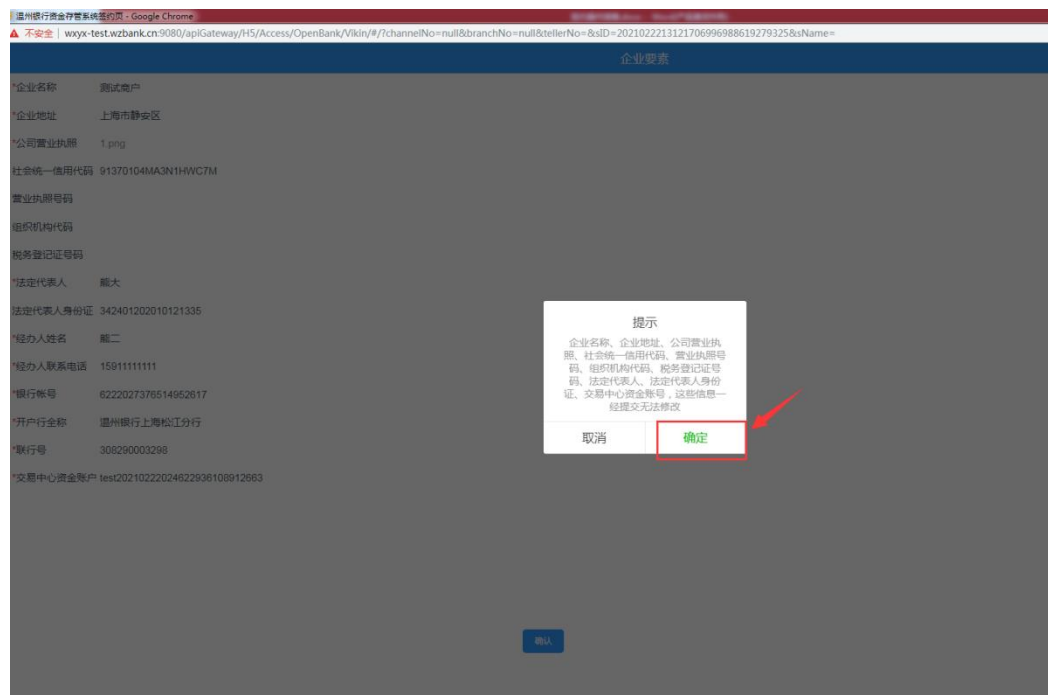 温州银行资金存管系统签约页 - Google Chrome
不安全 | wxyx-test.wzbank.cn:9080/apiGateway/H5/Access/OpenBank/Vikin/#/?channelNo=null&branchNo=null&tellerNo=&sID=20210222131217069969886192793​25&sName=
企业要素
*企业名称 测试商户
*企业地址 上海市静安区
*公司营业执照 1.png
社会统一信用代码 91370104MA3N1HWC7M
营业执照号码
组织机构代码
税务登记证号码
*法定代表人 熊大
法定代表人身份证 342401202010121335
*经办人姓名 熊二
*经办人联系电话 15911111111
*银行帐号 6222027376514952617
*开户行全称 温州银行上海松江分行
*联行号 308290003298
*交易中心资金账户 test20210222024622936108912663
提示
企业名称、企业地址、公司营业执
照、社会统一信用代码、营业执照号
码、组织机构代码、税务登记证号
码、法定代表人、法定代表人身份
证、交易中心资金账号，这些信息一
经提交无法修改
取消 确定
确认